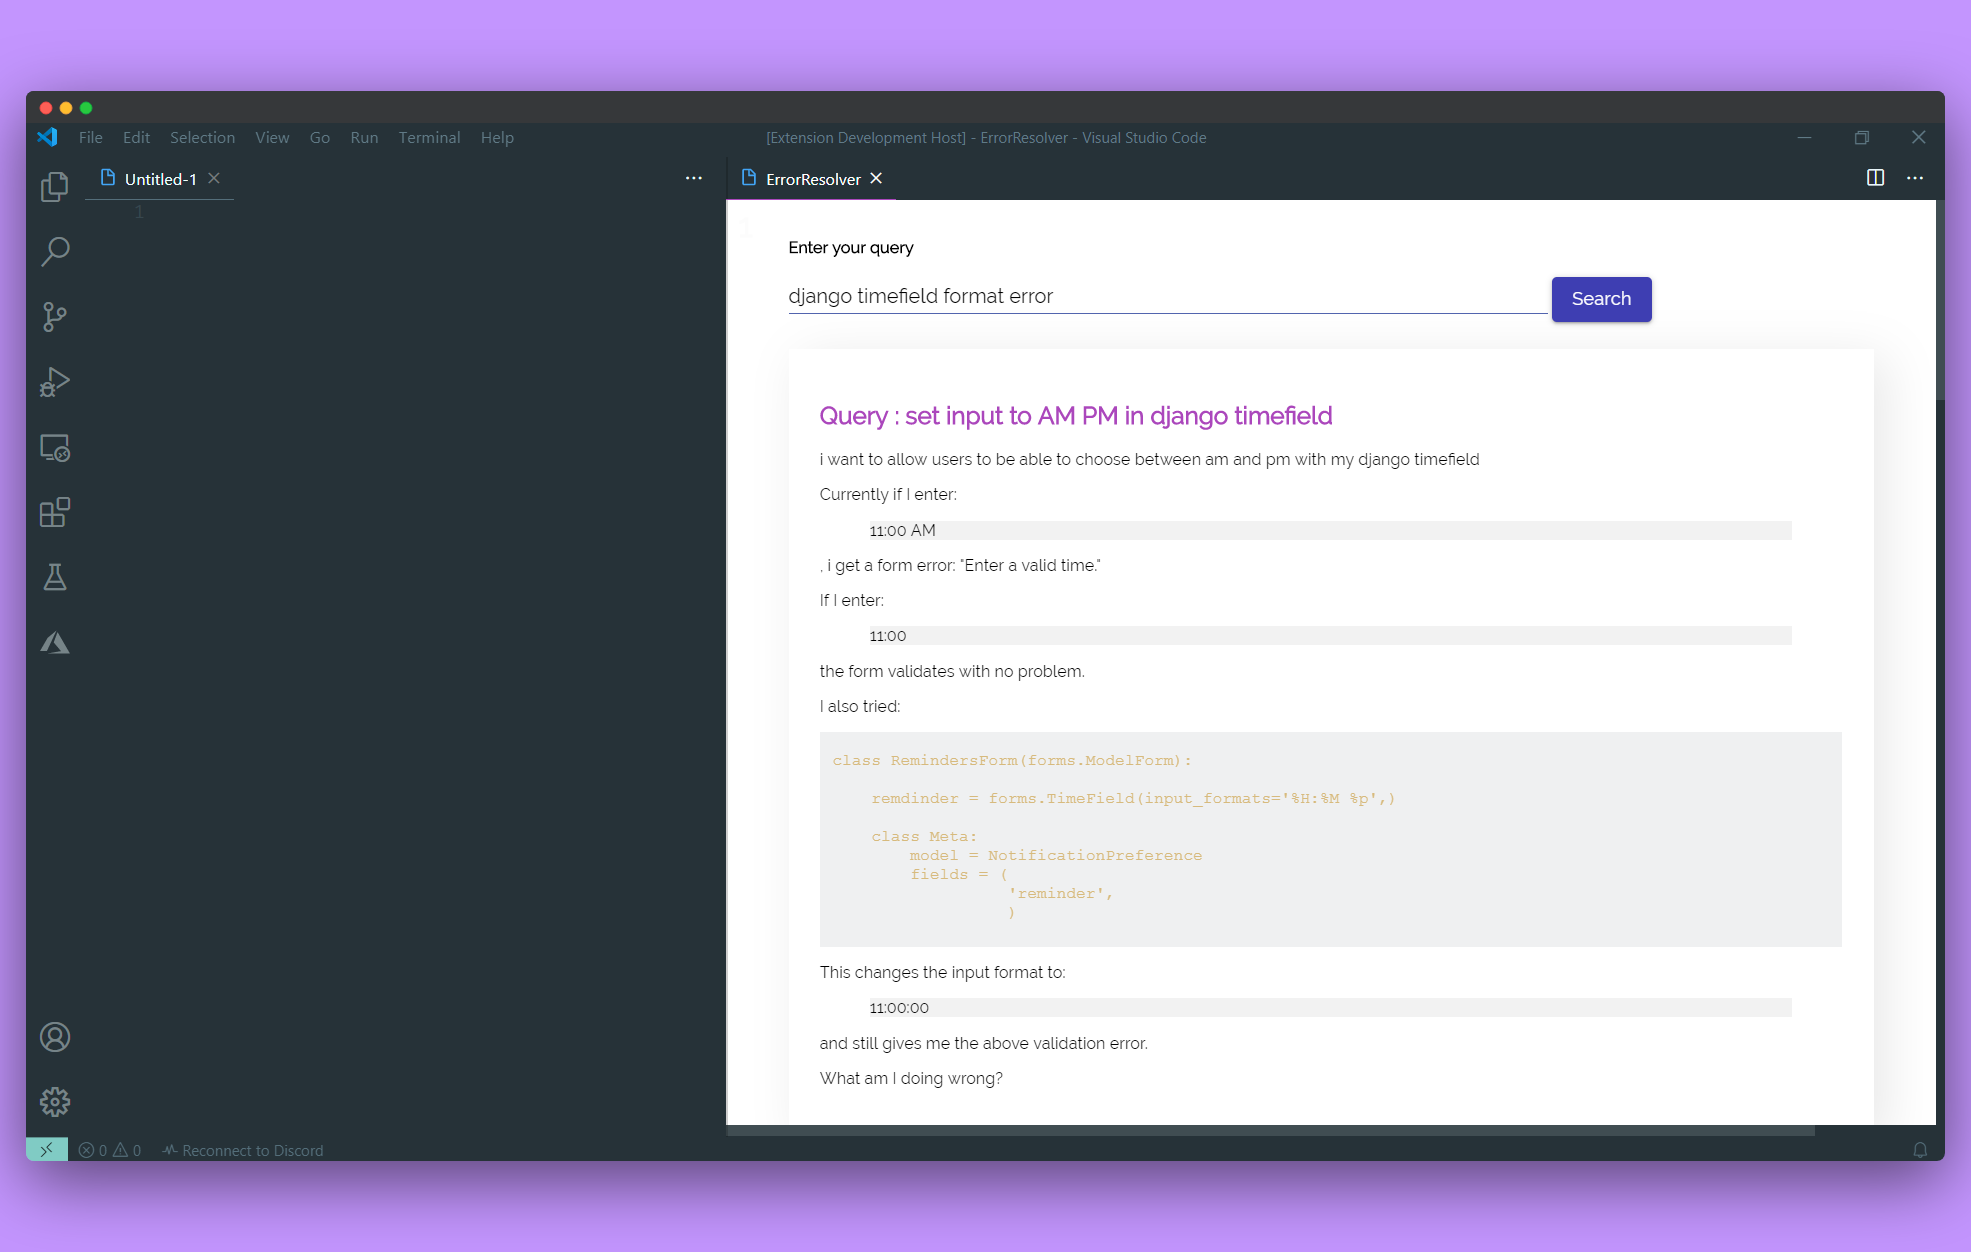 File Edit Selection View Go Run Terminal Help
[Extension Development Host] - ErrorResolver - Visual Studio Code
Untitled-1
ErrorResolver
1
Enter your query
django timefield format error
Search
Query : set input to AM PM in django timefield
i want to allow users to be able to choose between am and pm with my django timefield
Currently if I enter:
11:00 AM
, i get a form error: "Enter a valid time."
If I enter:
11:00
the form validates with no problem.
I also tried:
class RemindersForm(forms.ModelForm):
remdinder = forms.TimeField(input_formats='%H:%M %p',)
class Meta:
model = NotificationPreference
fields = (
'reminder',
)
This changes the input format to:
11:00:00
and still gives me the above validation error.
What am I doing wrong?
0 0 Reconnect to Discord